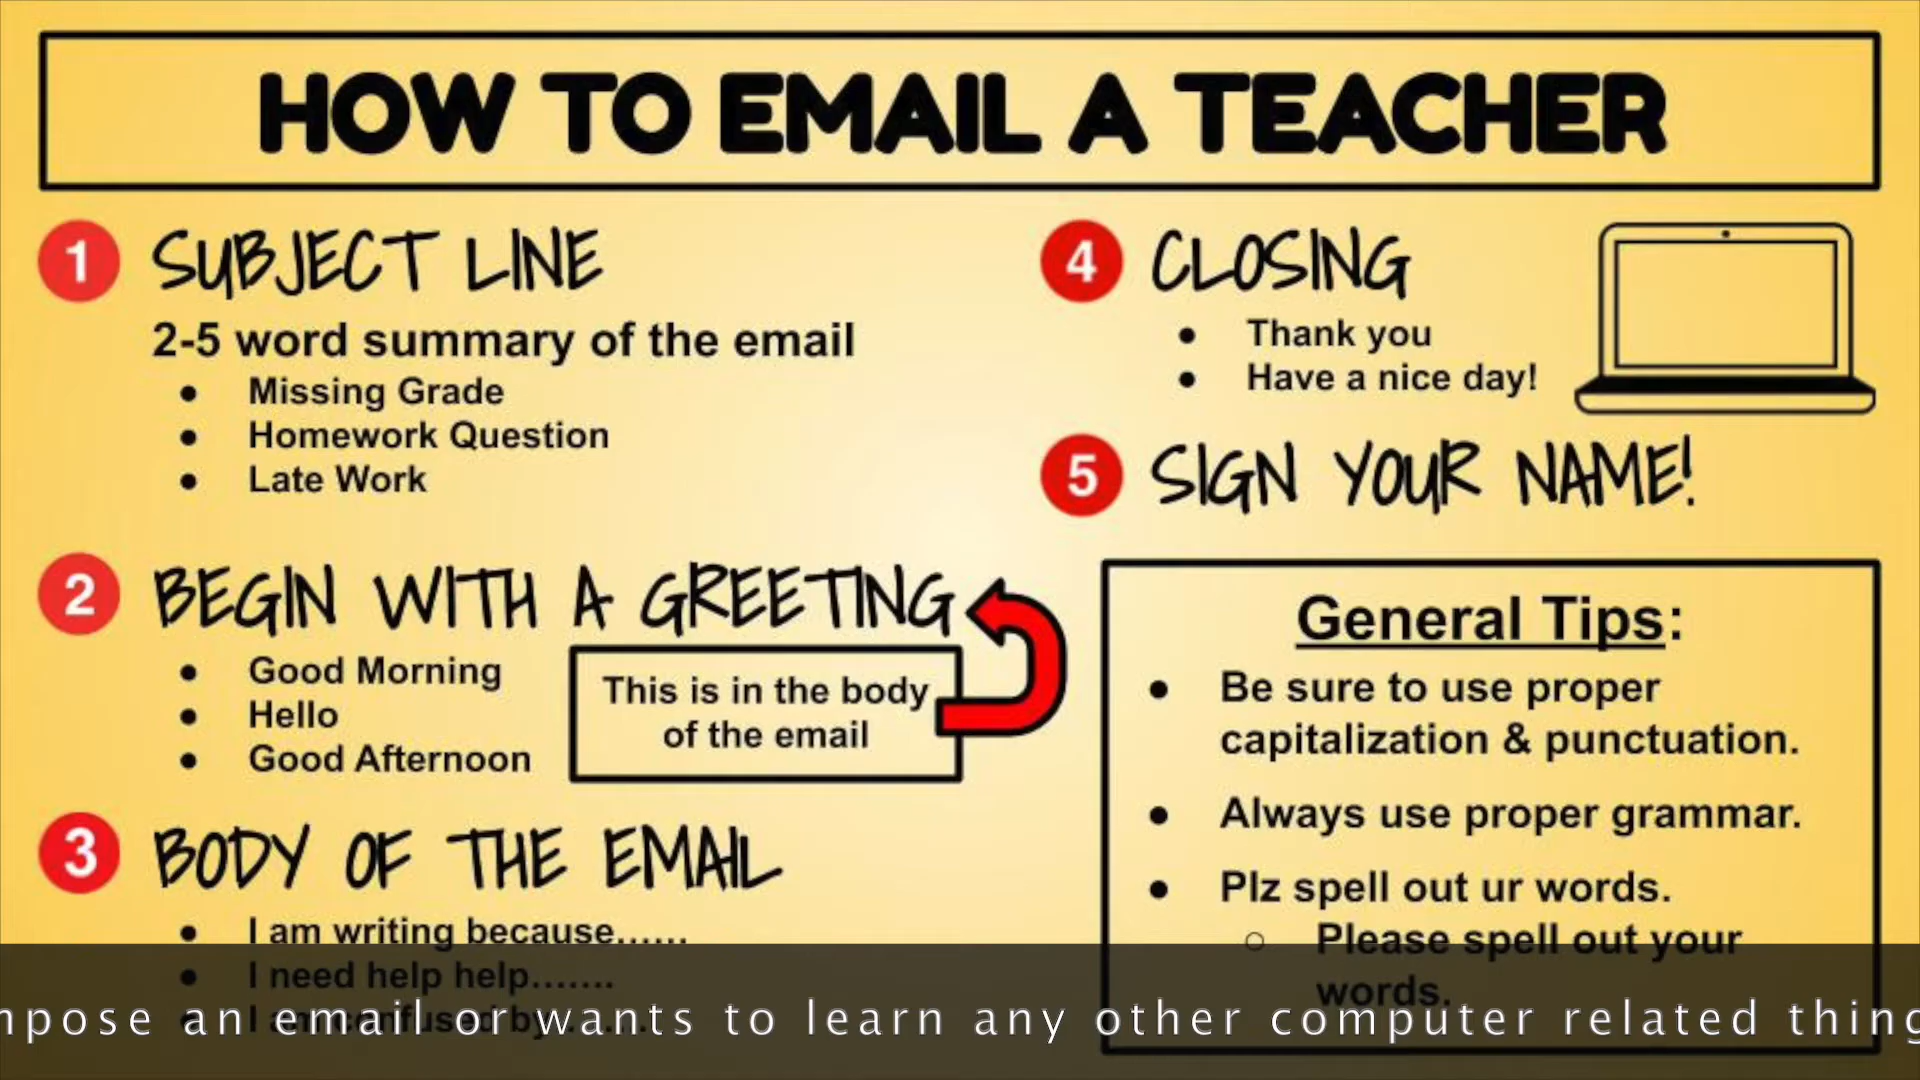 HOW TO EMAIL A TEACHER
1 SUBJECT LINE
2-5 word summary of the email
● Missing Grade
● Homework Question
● Late Work
2 BEGIN WITH A GREETING
● Good Morning
● Hello
● Good Afternoon
This is in the body
of the email
3 BODY OF THE EMAIL
● I am writing because......
● I need help help.......
● I am confused by
4 CLOSING
● Thank you
● Have a nice day!
5 SIGN YOUR NAME!
General Tips:
● Be sure to use proper
capitalization & punctuation.
● Always use proper grammar.
● Plz spell out ur words.
○ Please spell out your
words.
an email or wants to learn any other computer related